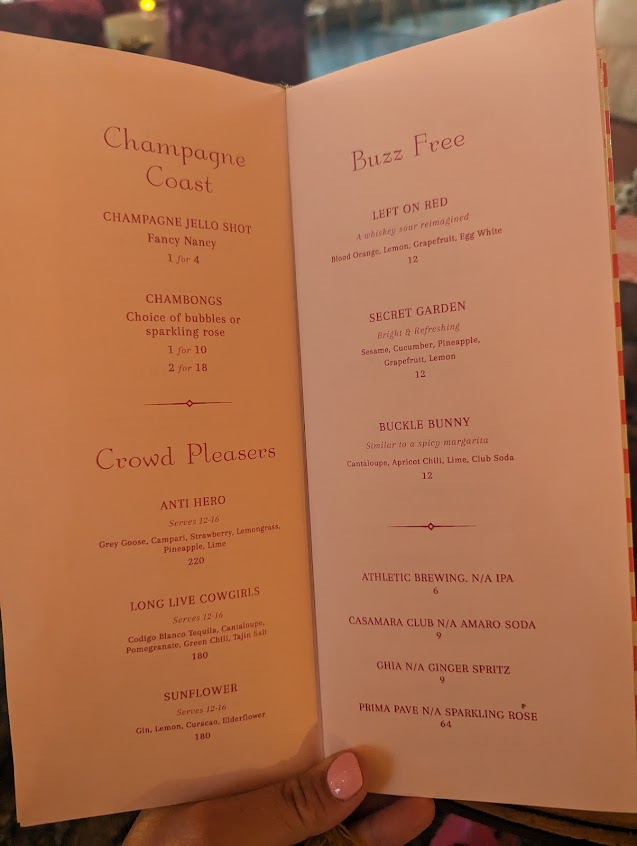 Champagne
Coast
CHAMPAGNE JELLO SHOT
Fancy Nancy
1 for 4
CHAMBONGS
Choice of bubbles or
sparkling rose
1 for 10
2 for 18
Crowd Pleasers
ANTI HERO
Serves 12-16
Grey Goose, Campari, Strawberry, Lemongrass,
Pineapple, Lime
220
LONG LIVE COWGIRLS
Serves 12-16
Codigo Blanco Tequila, Cantaloupe,
Pomegranate, Green Chili, Tajin Salt
180
SUNFLOWER
Serves 12-16
Gin, Lemon, Curacao, Elderflower
180
Buzz Free
LEFT ON RED
A whiskey sour reimagined
Blood Orange, Lemon, Grapefruit, Egg White
12
SECRET GARDEN
Bright & Refreshing
Sesame, Cucumber, Pineapple,
Grapefruit, Lemon
12
BUCKLE BUNNY
Similar to a spicy margarita
Cantaloupe, Apricot Chili, Lime, Club Soda
12
ATHLETIC BREWING. N/A IPA
6
CASAMARA CLUB N/A AMARO SODA
9
GHIA N/A GINGER SPRITZ
9
PRIMA PAVE N/A SPARKLING ROSE
64